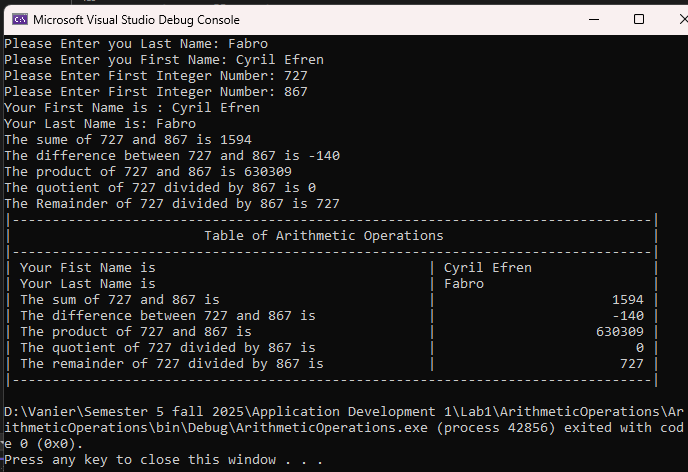 Microsoft Visual Studio Debug Console
Please Enter you Last Name: Fabro
Please Enter you First Name: Cyril Efren
Please Enter First Integer Number: 727
Please Enter First Integer Number: 867
Your First Name is : Cyril Efren
Your Last Name is: Fabro
The sume of 727 and 867 is 1594
The difference between 727 and 867 is -140
The product of 727 and 867 is 630309
The quotient of 727 divided by 867 is 0
The Remainder of 727 divided by 867 is 727
|--------------------------------------------------------------------------------|
|                        Table of Arithmetic Operations                          |
|--------------------------------------------------------------------------------|
| Your Fist Name is                                  | Cyril Efren               |
| Your Last Name is                                  | Fabro                     |
| The sum of 727 and 867 is                          |                      1594 |
| The difference between 727 and 867 is              |                      -140 |
| The product of 727 and 867 is                      |                    630309 |
| The quotient of 727 divided by 867 is              |                         0 |
| The remainder of 727 divided by 867 is             |                       727 |
|--------------------------------------------------------------------------------|
D:\Vanier\Semester 5 fall 2025\Application Development 1\Lab1\ArithmeticOperations\Ar
ithmeticOperations\bin\Debug\ArithmeticOperations.exe (process 42856) exited with cod
e 0 (0x0).
Press any key to close this window . . .